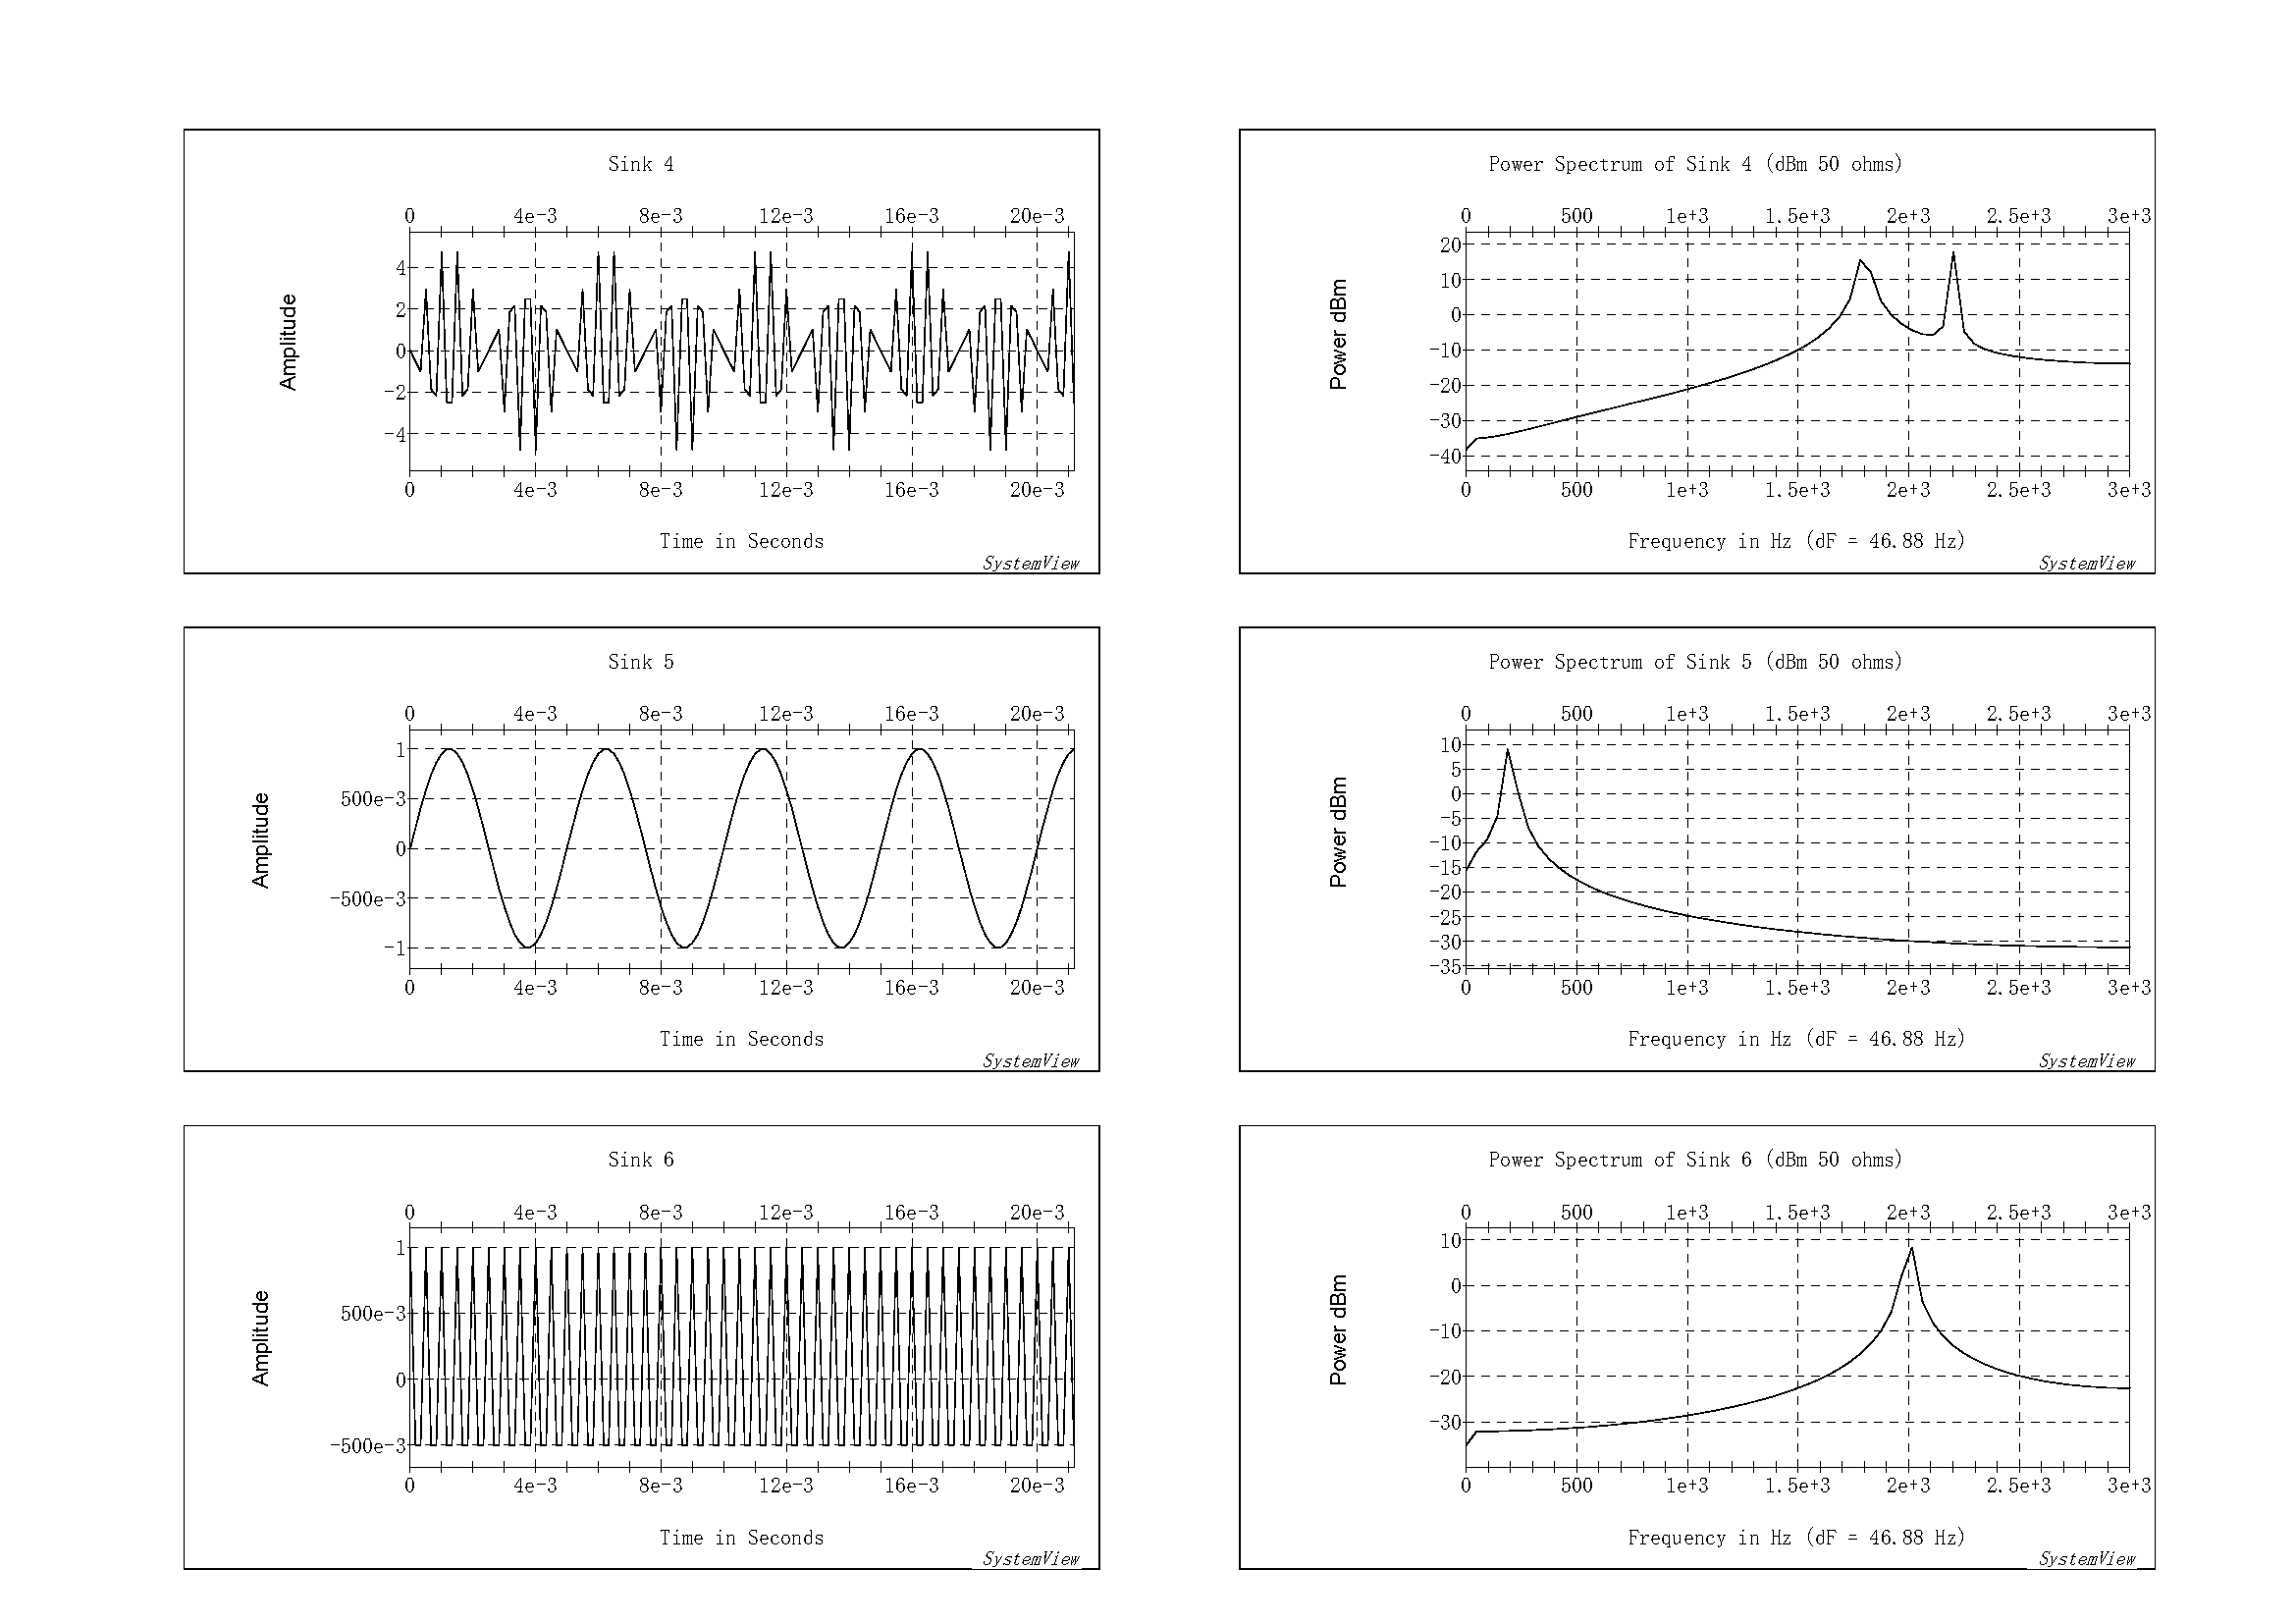 Sink 4
0 4e-3 8e-3 12e-3 16e-3 20e-3
4
2
0
-2
-4
Amplitude
0 4e-3 8e-3 12e-3 16e-3 20e-3
Time in Seconds
SystemView
Power Spectrum of Sink 4 (dBm 50 ohms)
0 500 1e+3 1.5e+3 2e+3 2.5e+3 3e+3
20
10
0
-10
-20
-30
-40
Power dBm
0 500 1e+3 1.5e+3 2e+3 2.5e+3 3e+3
Frequency in Hz (dF = 46.88 Hz)
SystemView
Sink 5
0 4e-3 8e-3 12e-3 16e-3 20e-3
1
500e-3
0
-500e-3
-1
Amplitude
0 4e-3 8e-3 12e-3 16e-3 20e-3
Time in Seconds
SystemView
Power Spectrum of Sink 5 (dBm 50 ohms)
0 500 1e+3 1.5e+3 2e+3 2.5e+3 3e+3
10
5
0
-5
-10
-15
-20
-25
-30
-35
Power dBm
0 500 1e+3 1.5e+3 2e+3 2.5e+3 3e+3
Frequency in Hz (dF = 46.88 Hz)
SystemView
Sink 6
0 4e-3 8e-3 12e-3 16e-3 20e-3
1
500e-3
0
-500e-3
Amplitude
0 4e-3 8e-3 12e-3 16e-3 20e-3
Time in Seconds
SystemView
Power Spectrum of Sink 6 (dBm 50 ohms)
0 500 1e+3 1.5e+3 2e+3 2.5e+3 3e+3
10
0
-10
-20
-30
Power dBm
0 500 1e+3 1.5e+3 2e+3 2.5e+3 3e+3
Frequency in Hz (dF = 46.88 Hz)
SystemView